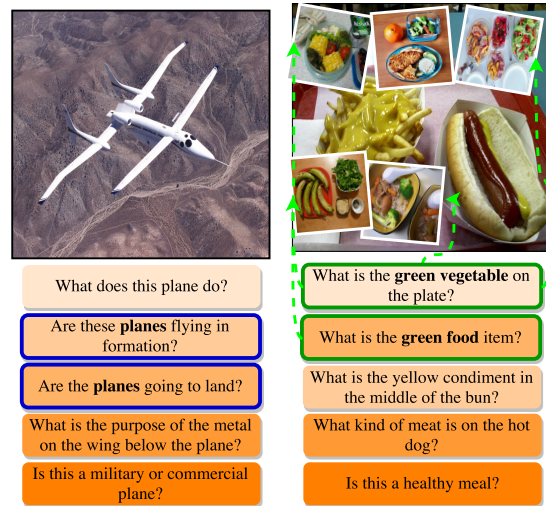 What does this plane do?
Are these planes flying in
formation?
Are the planes going to land?
What is the purpose of the metal
on the wing below the plane?
Is this a military or commercial
plane?
What is the green vegetable on
the plate?
What is the green food item?
What is the yellow condiment in
the middle of the bun?
What kind of meat is on the hot
dog?
Is this a healthy meal?